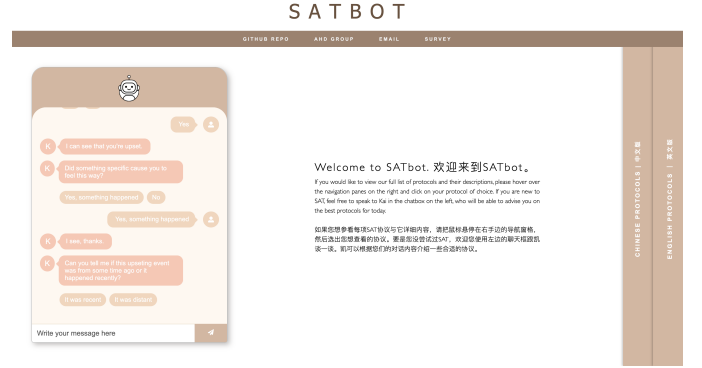 SATBOT
GITHUB REPO AHD GROUP EMAIL SURVEY
Yes
K I can see that you're upset.
K Did something specific cause you to
feel this way?
Yes, something happened No
Yes, something happened
K I see, thanks.
K Can you tell me if this upsetting event
was from some time ago or it
happened recently?
It was recent It was distant
Write your message here
Welcome to SATbot. 欢迎来到SATbot。
If you would like to view our full list of protocols and their descriptions, please hover over
the navigation panes on the right and click on your protocol of choice. If you are new to
SAT, feel free to speak to Kai in the chatbox on the left, who will be able to advise you on
the best protocols for today.
如果您想参看每项SAT协议与它详细内容，请把鼠标悬停在右手边的导航窗格，
然后选出您想查看的协议。要是您没尝试过SAT，欢迎您使用左边的聊天框跟凯
谈一谈。凯可以根据您们的对话内容介绍一些合适的协议。
CHINESE PROTOCOLS | 中文版
ENGLISH PROTOCOLS | 英文版